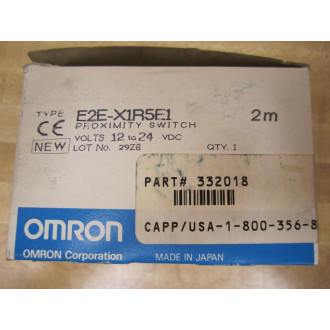 TYPE E2E-X1R5E1 2m
CE PROXIMITY SWITCH
VOLTS 12 to 24 VDC
NEW LOT NO. 29Z6 QTY. 1
PART# 332018
CAPP/USA-1-800-356-8
OMRON
OMRON Corporation MADE IN JAPAN